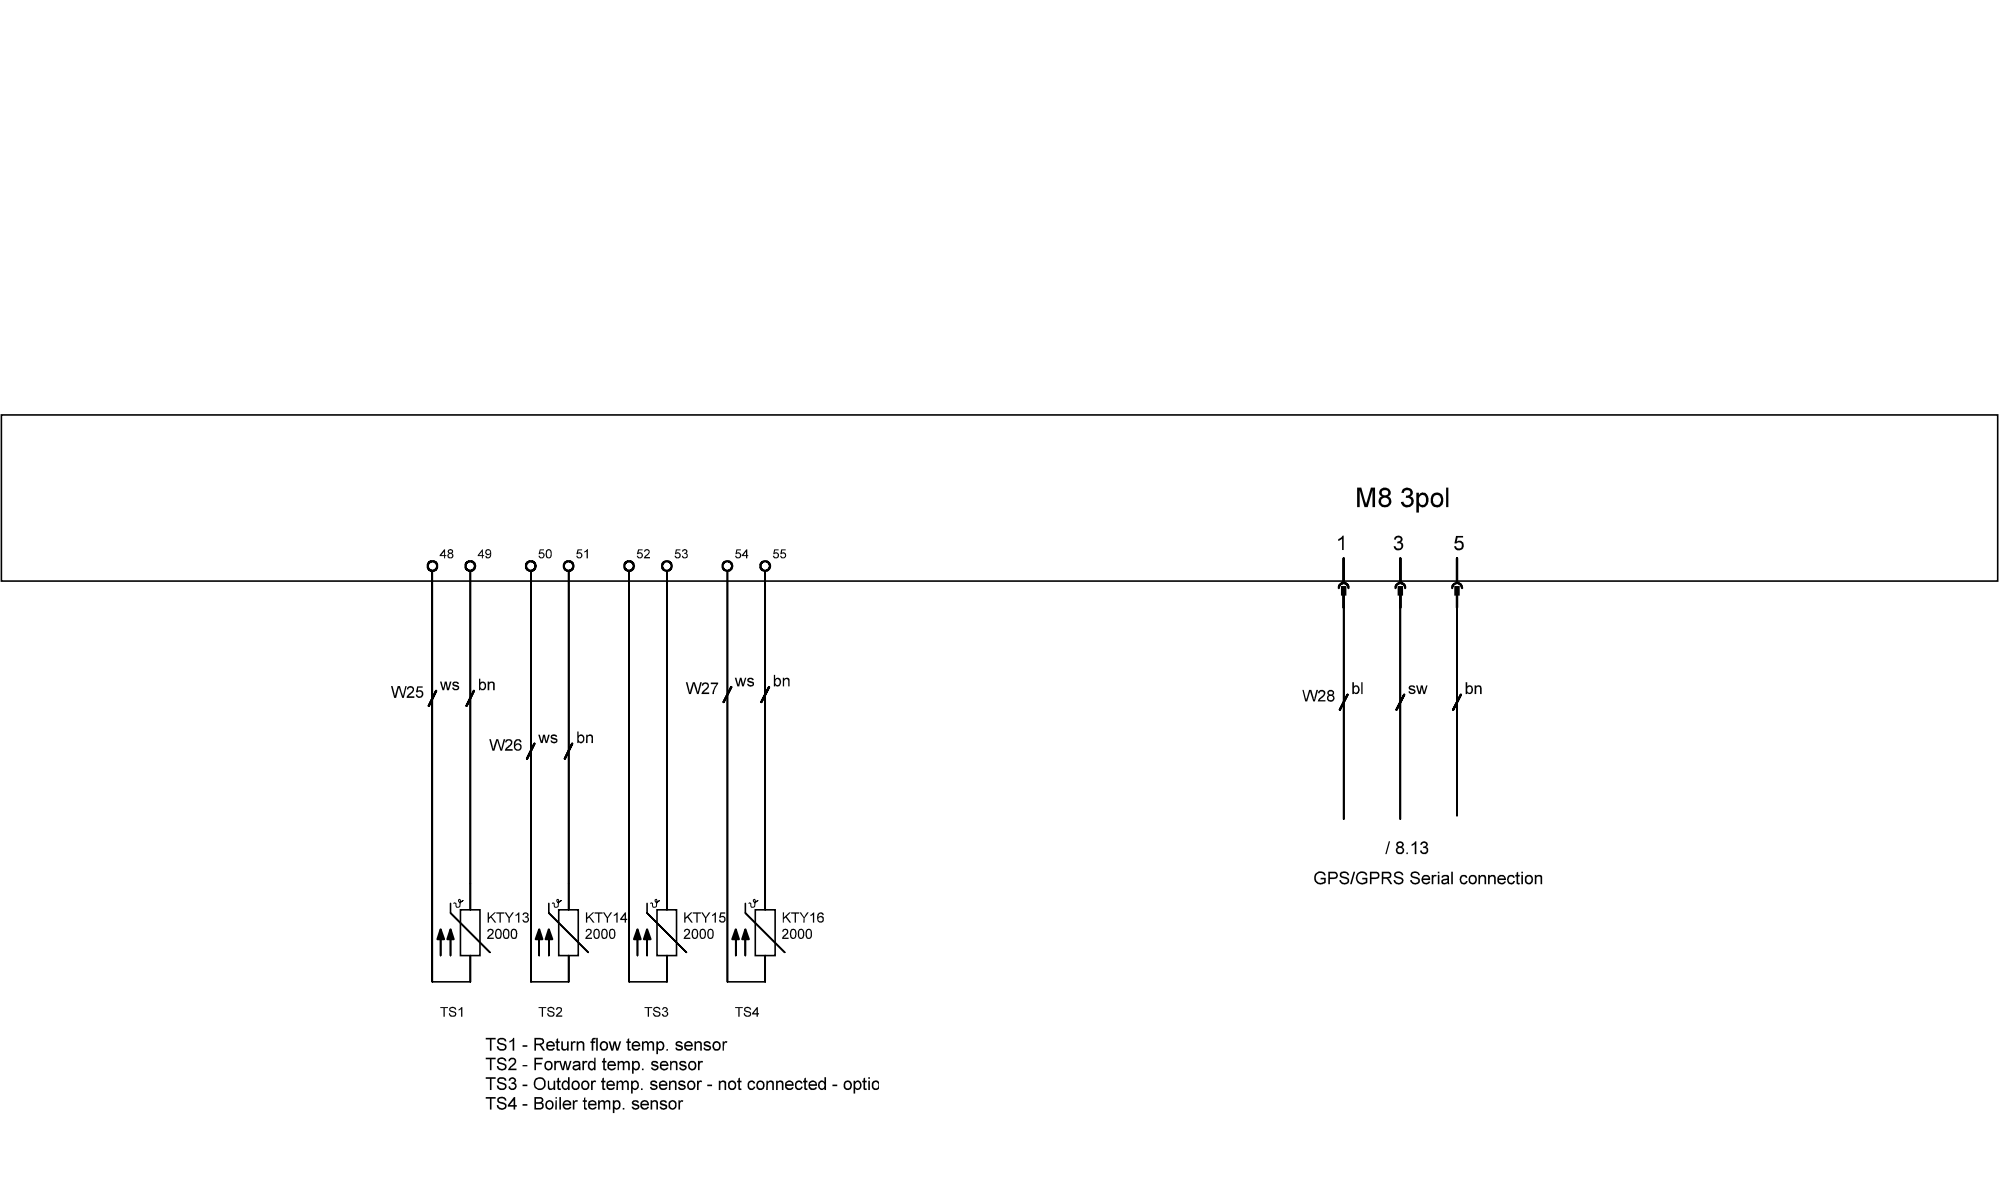 M8 3pol
1 3 5
48 49 50 51 52 53 54 55
W25 ws bn
W26 ws bn
W27 ws bn
W28 bl sw bn
/ 8.13
GPS/GPRS Serial connection
KTY13
2000
KTY14
2000
KTY15
2000
KTY16
2000
TS1 TS2 TS3 TS4
TS1 - Return flow temp. sensor
TS2 - Forward temp. sensor
TS3 - Outdoor temp. sensor - not connected - optio
TS4 - Boiler temp. sensor